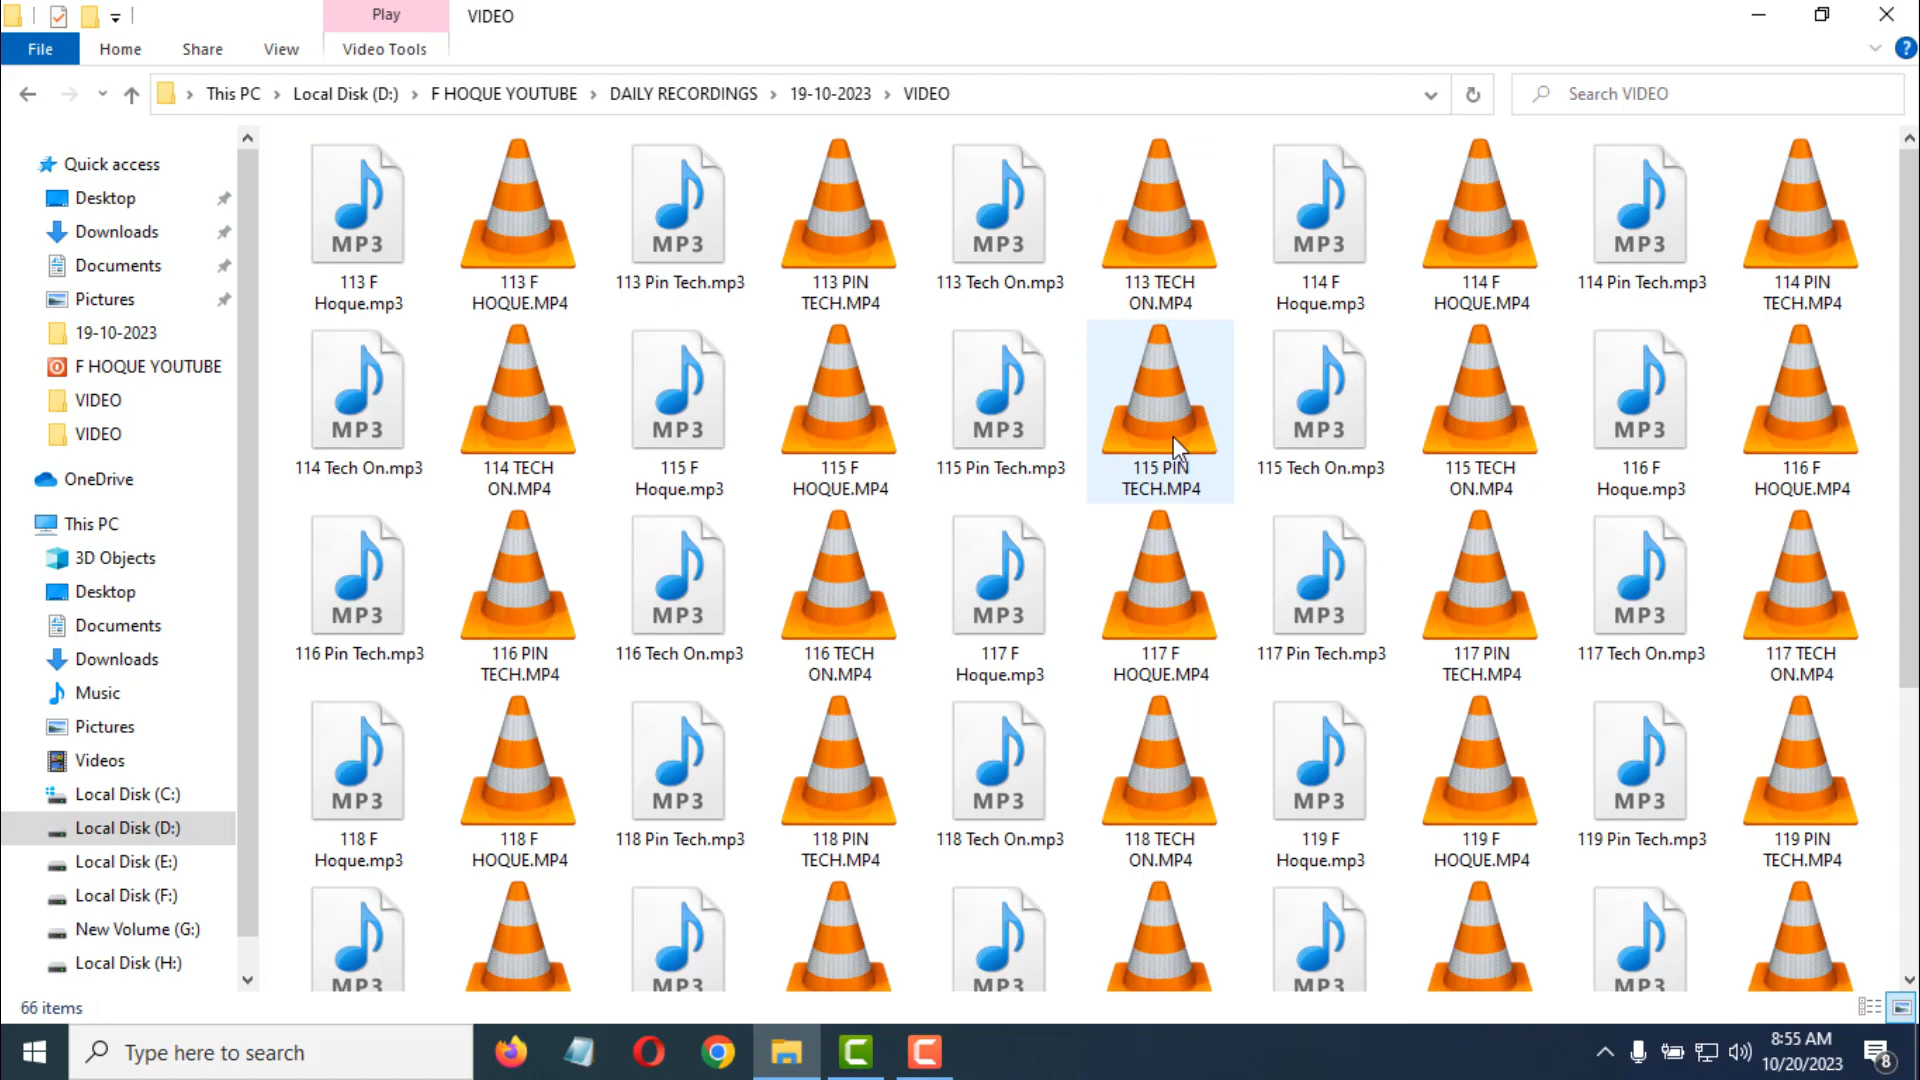 Play
VIDEO
File
Home
Share
View
Video Tools
This PC
Local Disk (D:)
F HOQUE YOUTUBE
DAILY RECORDINGS
19-10-2023
VIDEO
Search VIDEO
Quick access
Desktop
Downloads
Documents
Pictures
19-10-2023
F HOQUE YOUTUBE
VIDEO
VIDEO
OneDrive
This PC
3D Objects
Desktop
Documents
Downloads
Music
Pictures
Videos
Local Disk (C:)
Local Disk (D:)
Local Disk (E:)
Local Disk (F:)
New Volume (G:)
Local Disk (H:)
MP3
MP3
MP3
MP3
MP3
113 F
Hoque.mp3
113 F
HOQUE.MP4
113 Pin Tech.mp3
113 PIN
TECH.MP4
113 Tech On.mp3
113 TECH
ON.MP4
114 F
Hoque.mp3
114 F
HOQUE.MP4
114 Pin Tech.mp3
114 PIN
TECH.MP4
MP3
MP3
MP3
MP3
MP3
114 Tech On.mp3
114 TECH
ON.MP4
115 F
Hoque.mp3
115 F
HOQUE.MP4
115 Pin Tech.mp3
115 PIN
TECH.MP4
115 Tech On.mp3
115 TECH
ON.MP4
116 F
Hoque.mp3
116 F
HOQUE.MP4
MP3
MP3
MP3
MP3
MP3
116 Pin Tech.mp3
116 PIN
TECH.MP4
116 Tech On.mp3
116 TECH
ON.MP4
117 F
Hoque.mp3
117 F
HOQUE.MP4
117 Pin Tech.mp3
117 PIN
TECH.MP4
117 Tech On.mp3
117 TECH
ON.MP4
MP3
MP3
MP3
MP3
MP3
118 F
Hoque.mp3
118 F
HOQUE.MP4
118 Pin Tech.mp3
118 PIN
TECH.MP4
118 Tech On.mp3
118 TECH
ON.MP4
119 F
Hoque.mp3
119 F
HOQUE.MP4
119 Pin Tech.mp3
119 PIN
TECH.MP4
MP3
MP3
MP3
MP3
MP3
66 items
Type here to search
8:55 AM
10/20/2023
8